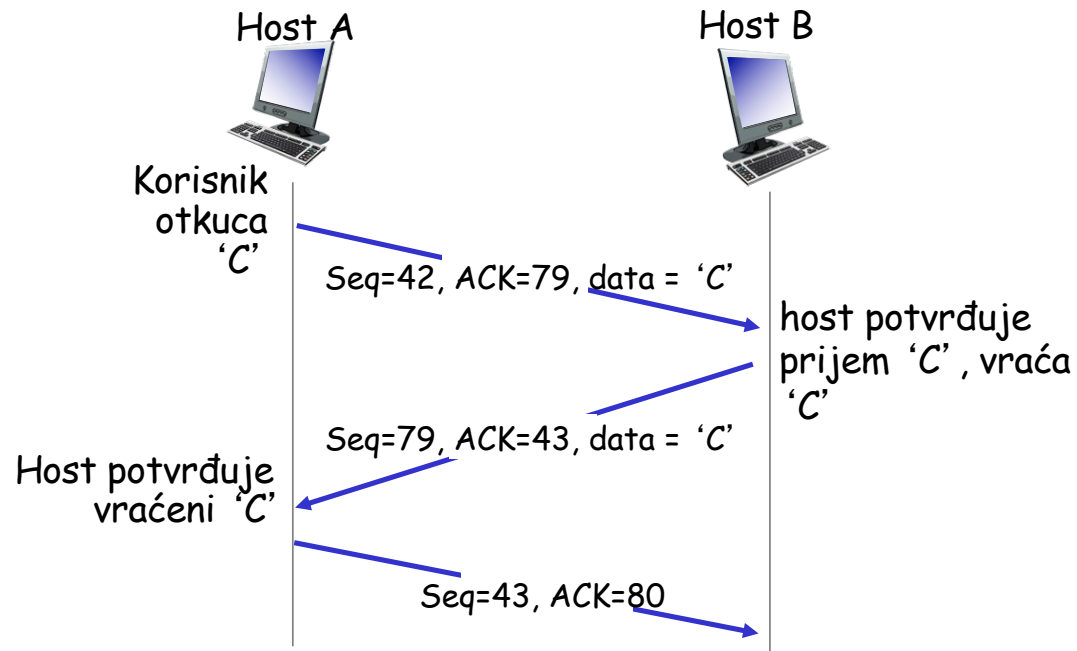 Host A
Host B
Korisnik
otkuca
‘C’
Seq=42, ACK=79, data = ‘C’
host potvrđuje
prijem ‘C’, vraća
‘C’
Seq=79, ACK=43, data = ‘C’
Host potvrđuje
vraćeni ‘C’
Seq=43, ACK=80